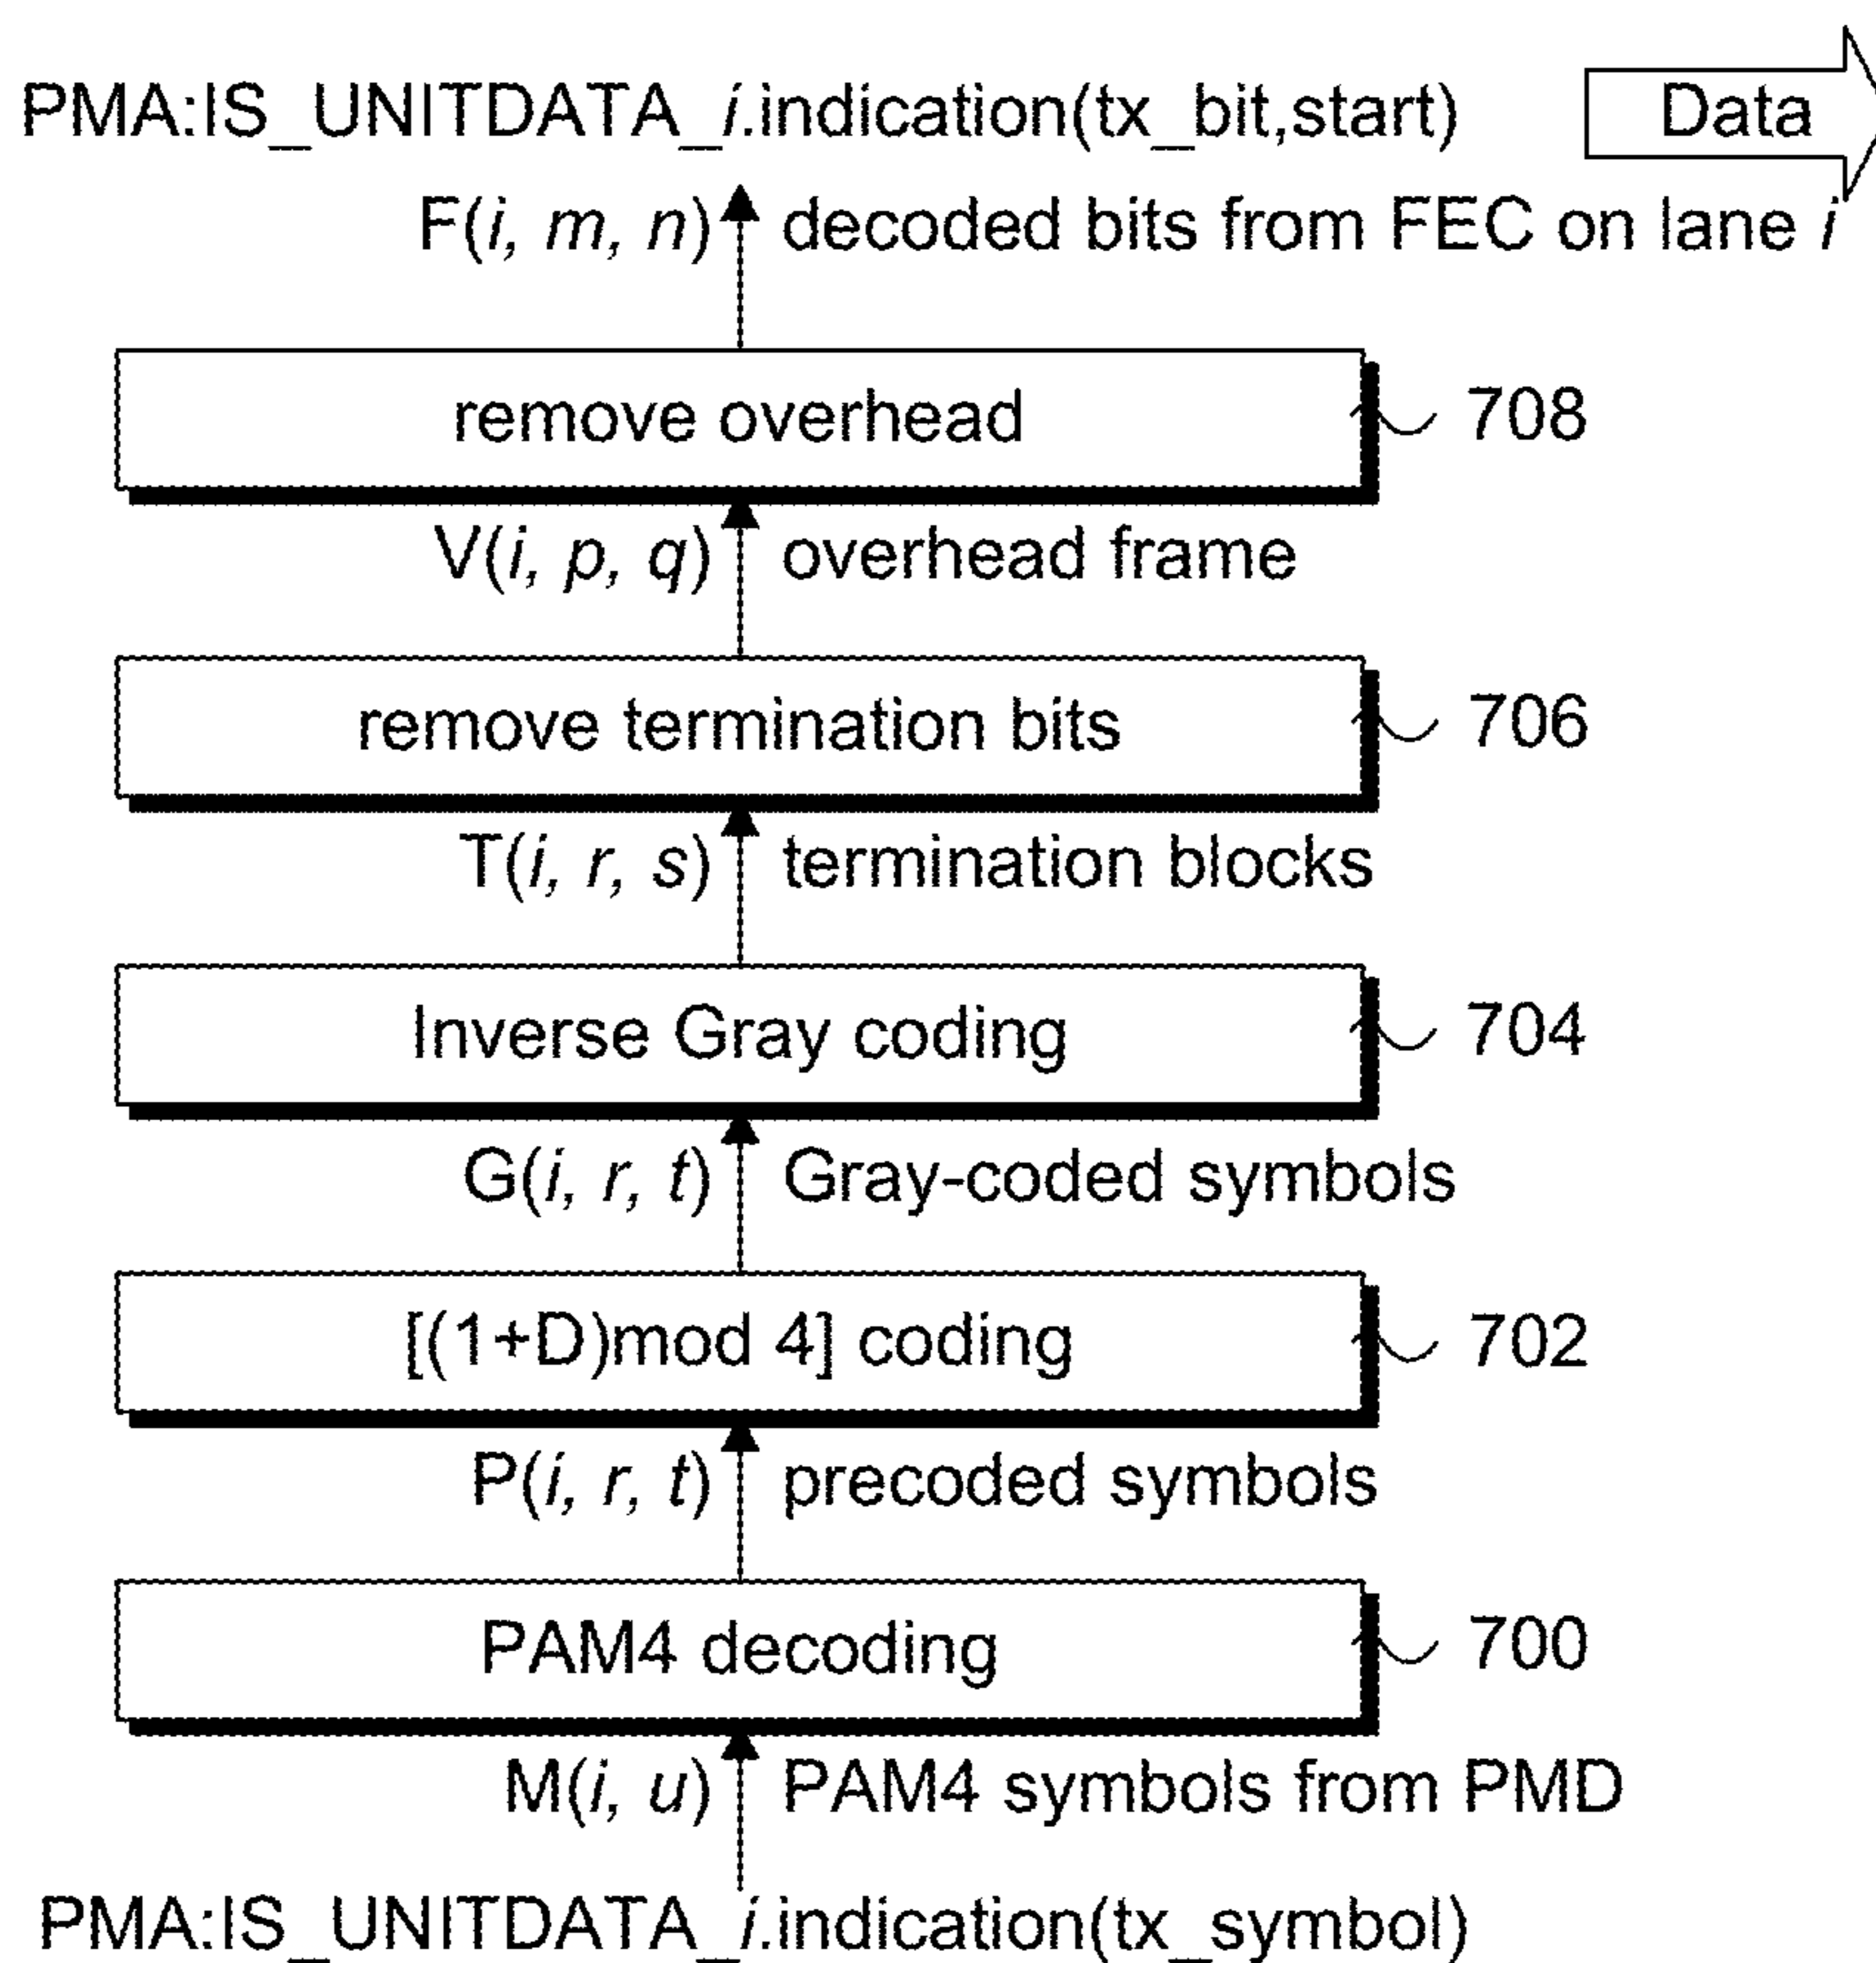 PMA:IS_UNITDATA_i.indication(tx_bit,start) Data
F(i, m, n) decoded bits from FEC on lane i
remove overhead 708
V(i, p, q) overhead frame
remove termination bits 706
T(i, r, s) termination blocks
Inverse Gray coding 704
G(i, r, t) Gray-coded symbols
[(1+D)mod 4] coding 702
P(i, r, t) precoded symbols
PAM4 decoding 700
M(i, u) PAM4 symbols from PMD
PMA:IS_UNITDATA_i.indication(tx_symbol)